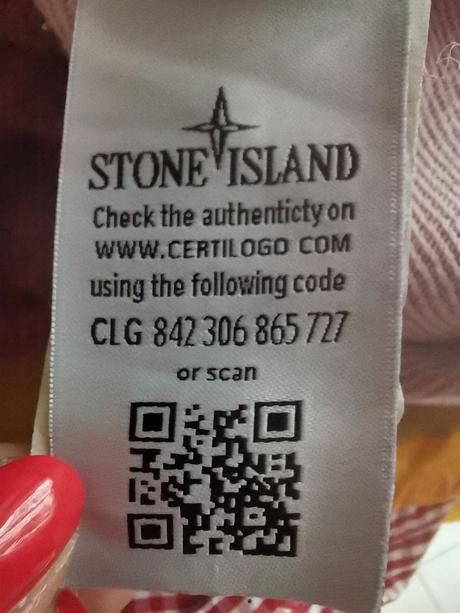 STONE ISLAND
Check the authenticty on
WWW.CERTILOGO COM
using the following code
CLG 842 306 865 727
or scan